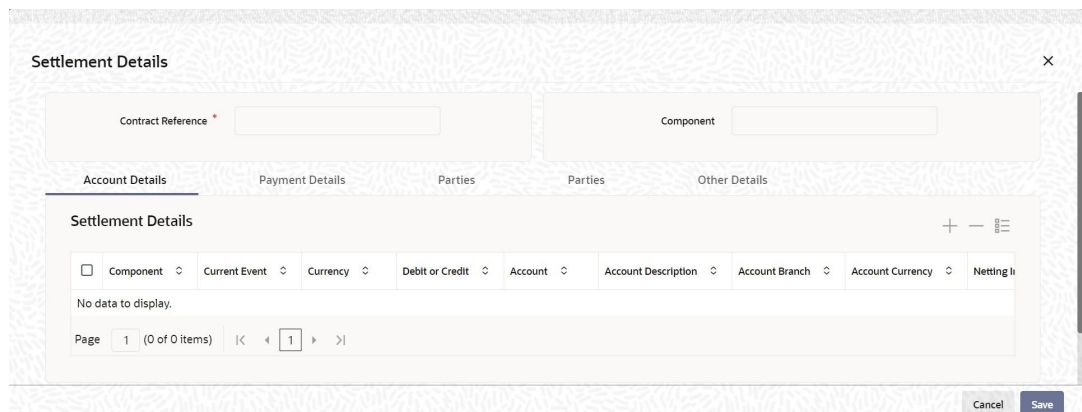 Settlement Details
Contract Reference *
Component
Account Details Payment Details Parties Parties Other Details
Settlement Details
Component Current Event Currency Debit or Credit Account Account Description Account Branch Account Currency Netting
No data to display.
Page 1 (0 of 0 items) 1
Cancel Save